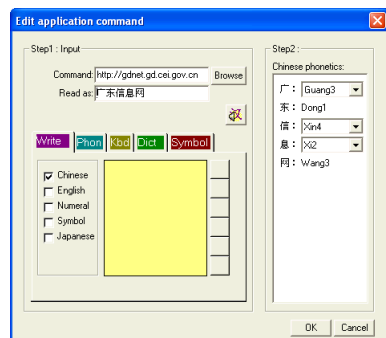 Edit application command
Step1 : Input
Command: http://gdnet.gd.cei.gov.cn Browse
Read as: 广东信息网
汉
Write Phon Kbd Dict Symbol
Chinese
English
Numeral
Symbol
Japanese
Step2 :
Chinese phonetics:
广: Guang3
东: Dong1
信: Xin4
息: Xi2
网: Wang3
OK Cancel